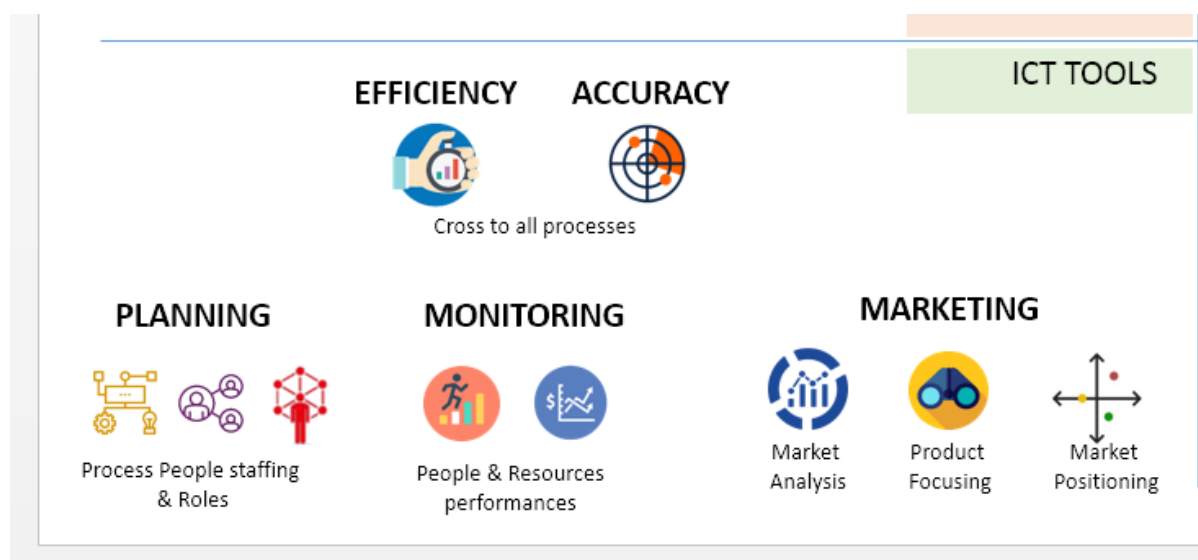 ICT TOOLS
EFFICIENCY ACCURACY
Cross to all processes
PLANNING
Process People staffing
& Roles
MONITORING
People & Resources
performances
MARKETING
Market
Analysis
Product
Focusing
Market
Positioning